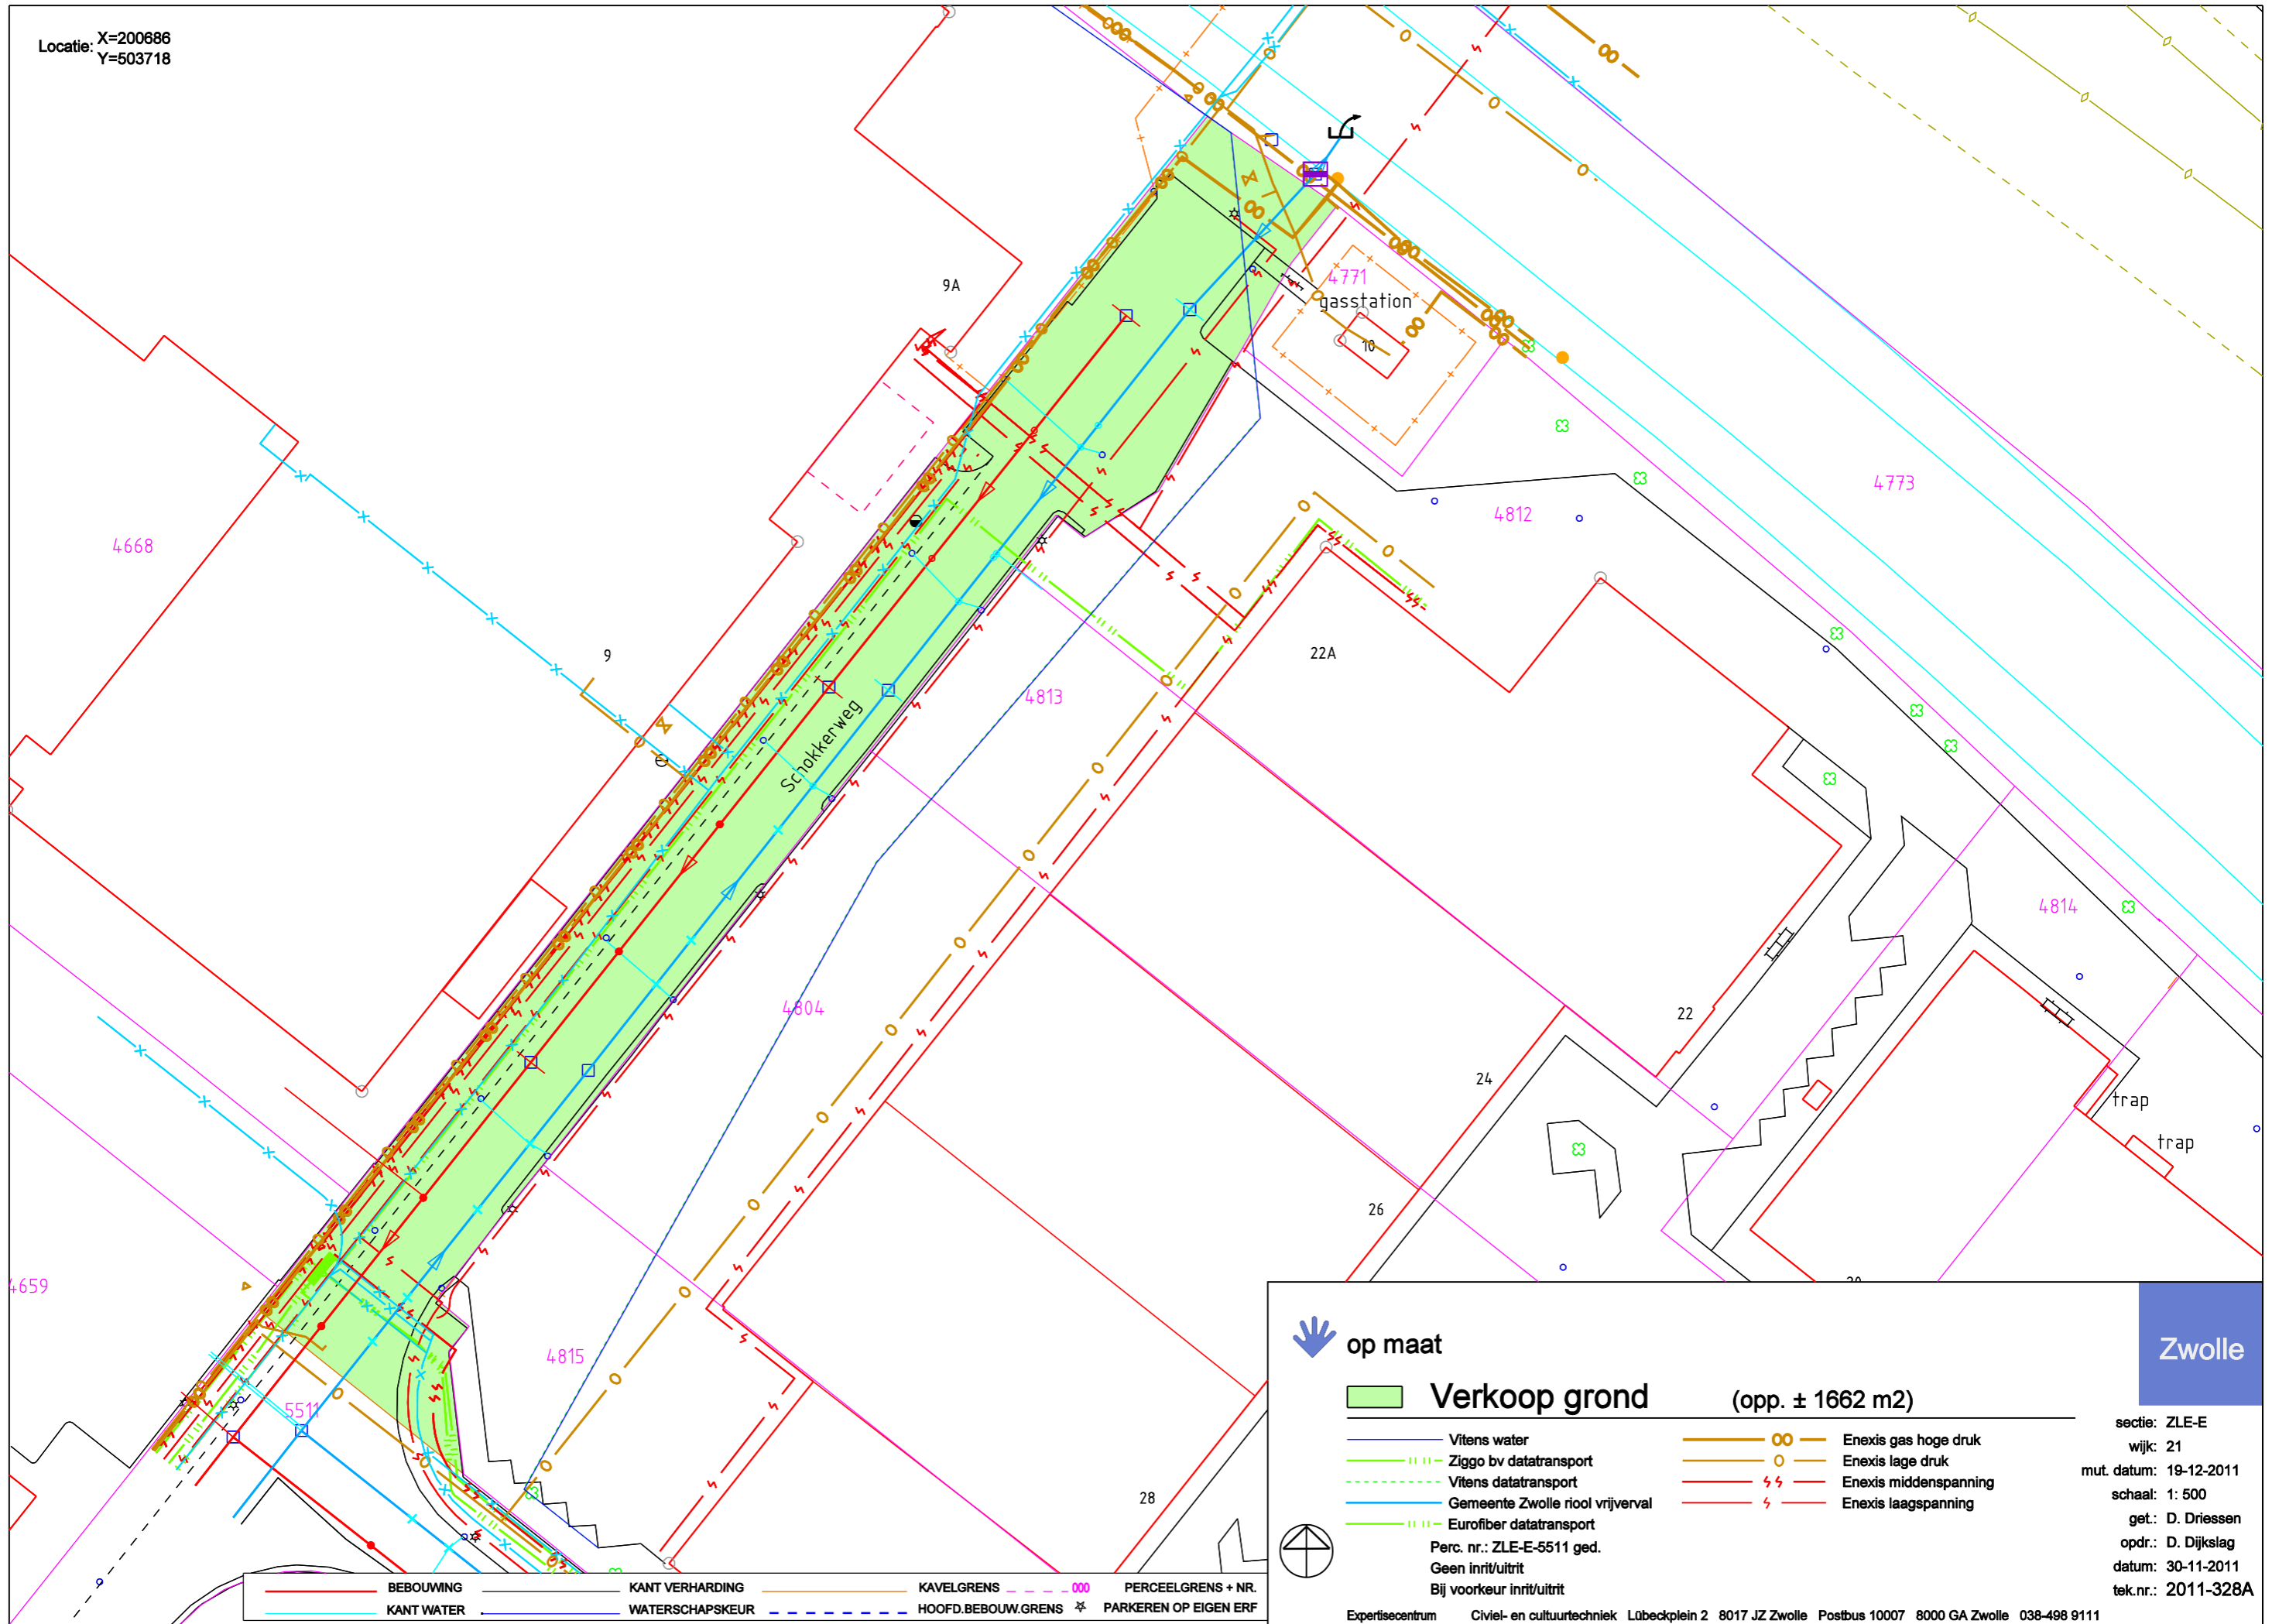 Locatie: X=200686
Y=503718
9A
4771
gasstation
10
4773
4812
4668
9
22A
4813
Schokkerweg
4814
4804
22
24
trap
trap
26
4659
4815
5511
28
op maat
Zwolle
Verkoop grond (opp. ± 1662 m2)
Vitens water
Ziggo bv datatransport
Vitens datatransport
Gemeente Zwolle riool vrijverval
Eurofiber datatransport
Enexis gas hoge druk
Enexis lage druk
Enexis middenspanning
Enexis laagspanning
Perc. nr.: ZLE-E-5511 ged.
Geen inrit/uitrit
Bij voorkeur inrit/uitrit
sectie: ZLE-E
wijk: 21
mut. datum: 19-12-2011
schaal: 1: 500
get.: D. Driessen
opdr.: D. Dijkslag
datum: 30-11-2011
tek.nr.: 2011-328A
Expertisecentrum Civiel- en cultuurtechniek Lübeckplein 2 8017 JZ Zwolle Postbus 10007 8000 GA Zwolle 038-498 9111
BEBOUWING KANT VERHARDING KAVELGRENS 000 PERCEELGRENS + NR.
KANT WATER WATERSCHAPSKEUR HOOFD.BEBOUW.GRENS PARKEREN OP EIGEN ERF